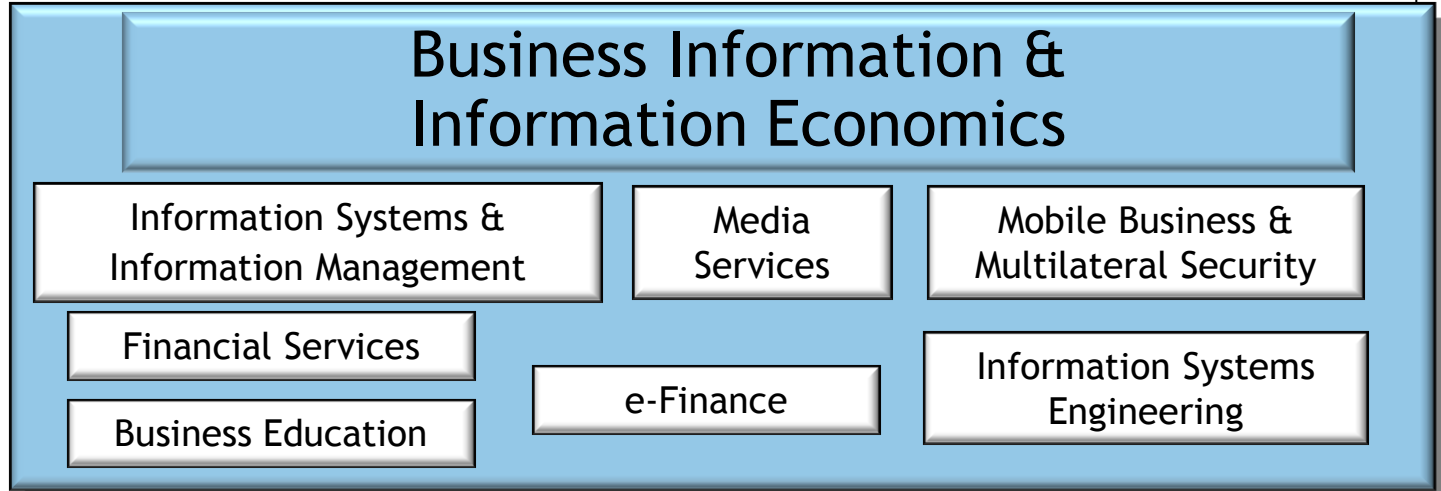 Business Information &
Information Economics
Information Systems &
Information Management
Media
Services
Mobile Business &
Multilateral Security
Financial Services
Business Education
e-Finance
Information Systems
Engineering